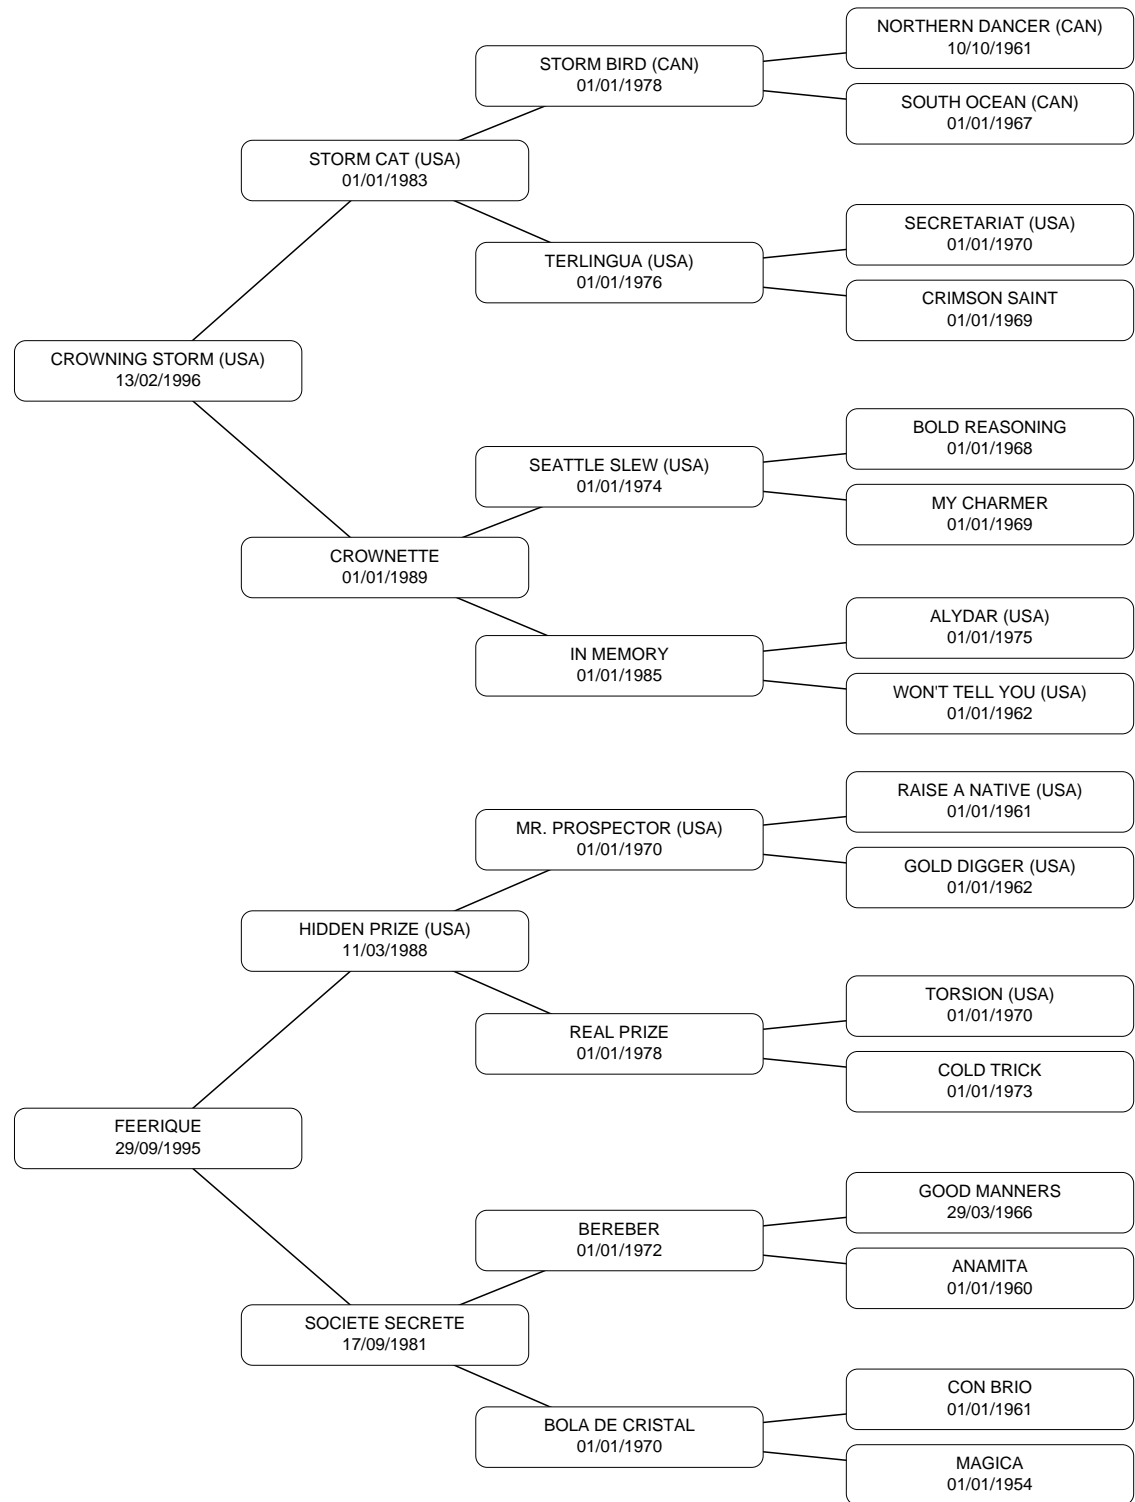 NORTHERN DANCER (CAN)
10/10/1961
STORM BIRD (CAN)
01/01/1978
SOUTH OCEAN (CAN)
01/01/1967
STORM CAT (USA)
01/01/1983
SECRETARIAT (USA)
01/01/1970
TERLINGUA (USA)
01/01/1976
CRIMSON SAINT
01/01/1969
CROWNING STORM (USA)
13/02/1996
BOLD REASONING
01/01/1968
SEATTLE SLEW (USA)
01/01/1974
MY CHARMER
01/01/1969
CROWNETTE
01/01/1989
ALYDAR (USA)
01/01/1975
IN MEMORY
01/01/1985
WON'T TELL YOU (USA)
01/01/1962
RAISE A NATIVE (USA)
01/01/1961
MR. PROSPECTOR (USA)
01/01/1970
GOLD DIGGER (USA)
01/01/1962
HIDDEN PRIZE (USA)
11/03/1988
TORSION (USA)
01/01/1970
REAL PRIZE
01/01/1978
COLD TRICK
01/01/1973
FEERIQUE
29/09/1995
GOOD MANNERS
29/03/1966
BEREBER
01/01/1972
ANAMITA
01/01/1960
SOCIETE SECRETE
17/09/1981
CON BRIO
01/01/1961
BOLA DE CRISTAL
01/01/1970
MAGICA
01/01/1954